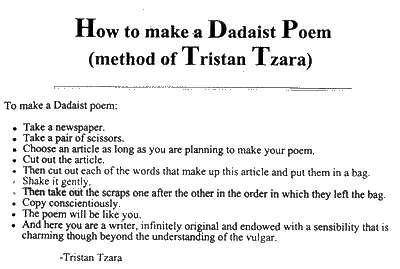 How to make a Dadaist Poem
(method of Tristan Tzara)
To make a Dadaist poem:
Take a newspaper.
Take a pair of scissors.
Choose an article as long as you are planning to make your poem.
Cut out the article.
Then cut out each of the words that make up this article and put them in a bag.
Shake it gently.
Then take out the scraps one after the other in the order in which they left the bag.
Copy conscientiously.
The poem will be like you.
And here you are a writer, infinitely original and endowed with a sensibility that is
charming though beyond the understanding of the vulgar.
-Tristan Tzara